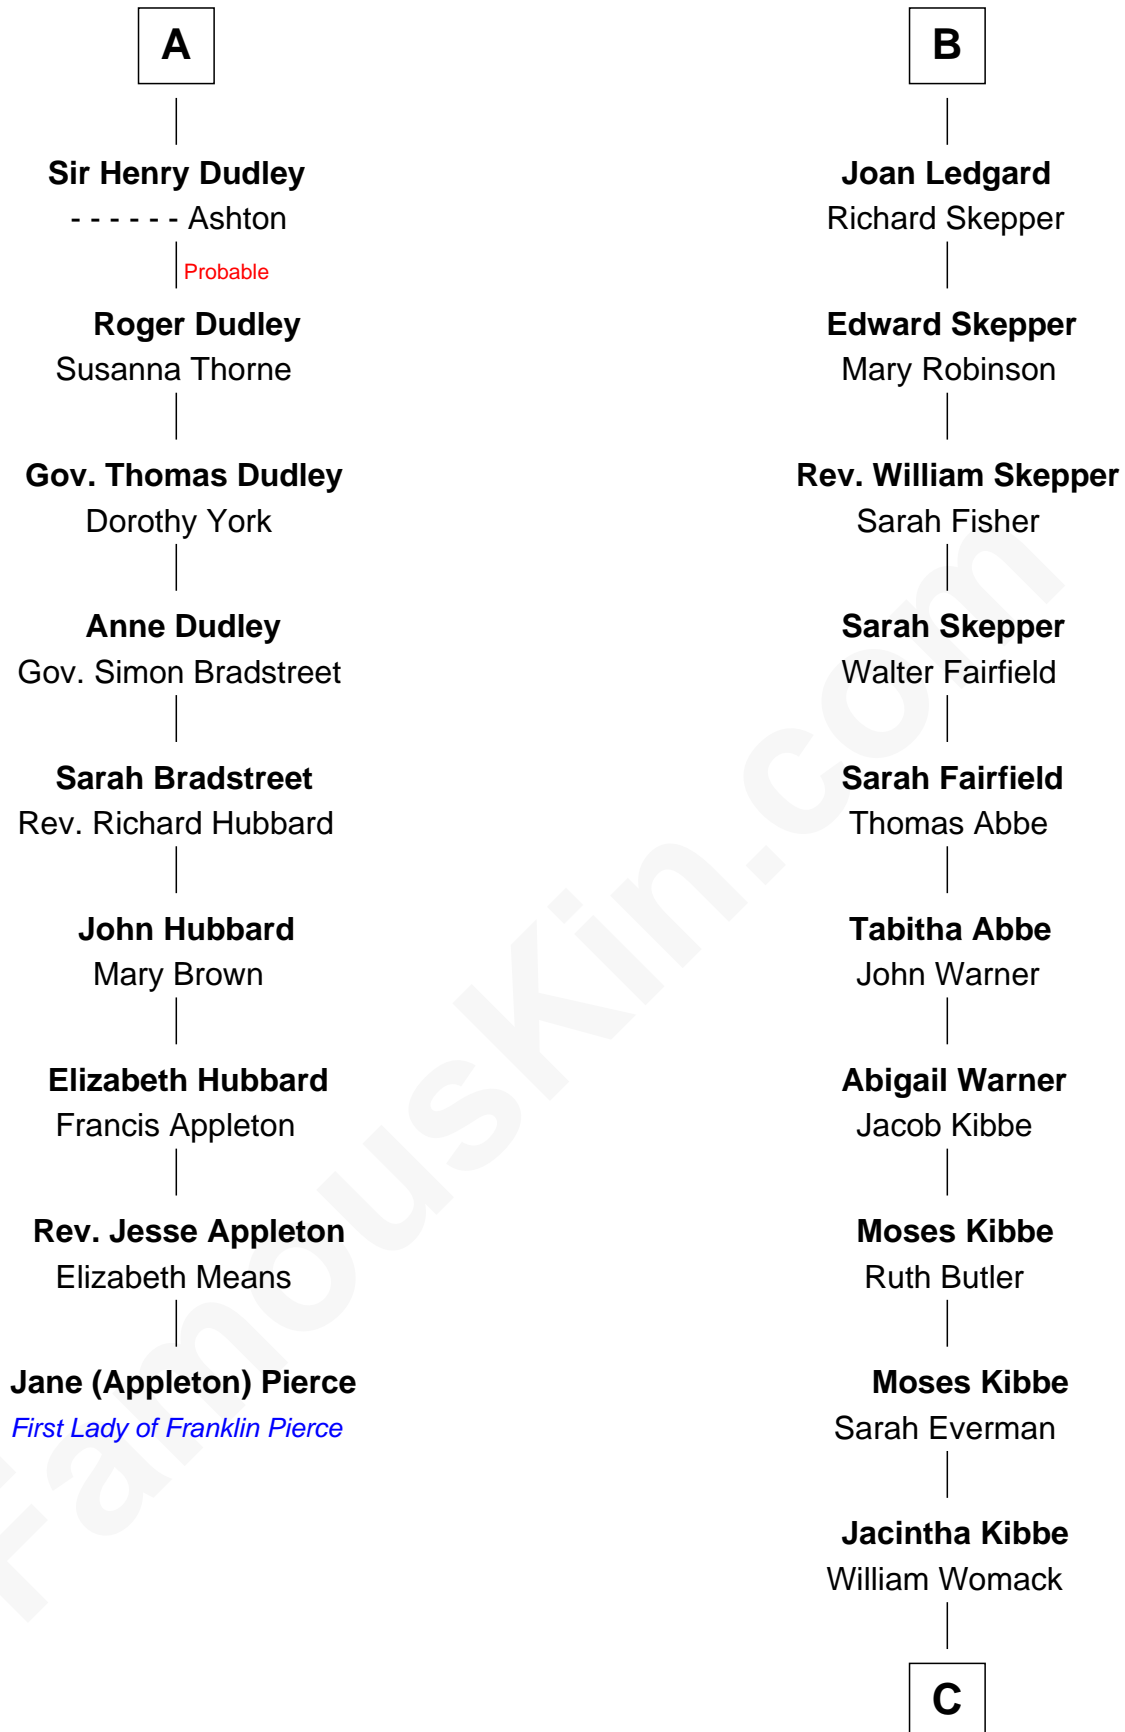 A
Sir Henry Dudley
- - - - - - Ashton
Probable
Roger Dudley
Susanna Thorne
Gov. Thomas Dudley
Dorothy York
Anne Dudley
Gov. Simon Bradstreet
Sarah Bradstreet
Rev. Richard Hubbard
John Hubbard
Mary Brown
Elizabeth Hubbard
Francis Appleton
Rev. Jesse Appleton
Elizabeth Means
Jane (Appleton) Pierce
First Lady of Franklin Pierce
B
Joan Ledgard
Richard Skepper
Edward Skepper
Mary Robinson
Rev. William Skepper
Sarah Fisher
Sarah Skepper
Walter Fairfield
Sarah Fairfield
Thomas Abbe
Tabitha Abbe
John Warner
Abigail Warner
Jacob Kibbe
Moses Kibbe
Ruth Butler
Moses Kibbe
Sarah Everman
Jacintha Kibbe
William Womack
C
FamousKin.com